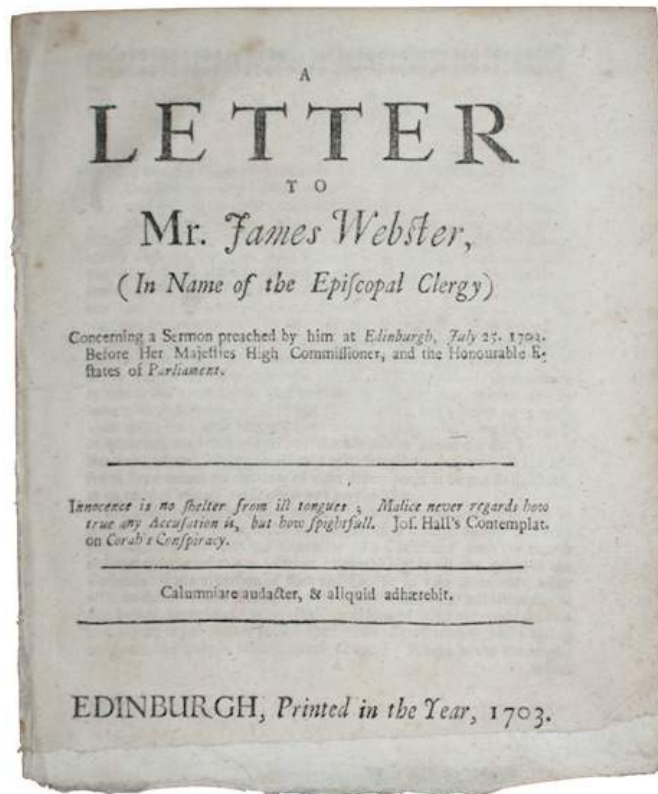 A
LETTER
TO
Mr. James Webſter,
(In Name of the Epiſcopal Clergy)
Concerning a Sermon preached by him at Edinburgh, July 25. 1703.
Before Her Majeſties High Commiſſioner, and the Honourable E-
ſtates of Parliament.
Innocence is no ſhelter from ill tongues; Malice never regards how
true any Accuſation is, but how ſpightfull. Joſ. Hall's Contemplat.
on Corah's Conſpiracy.
Calumniare audacter, & aliquid adhærebit.
EDINBURGH, Printed in the Year, 1703.